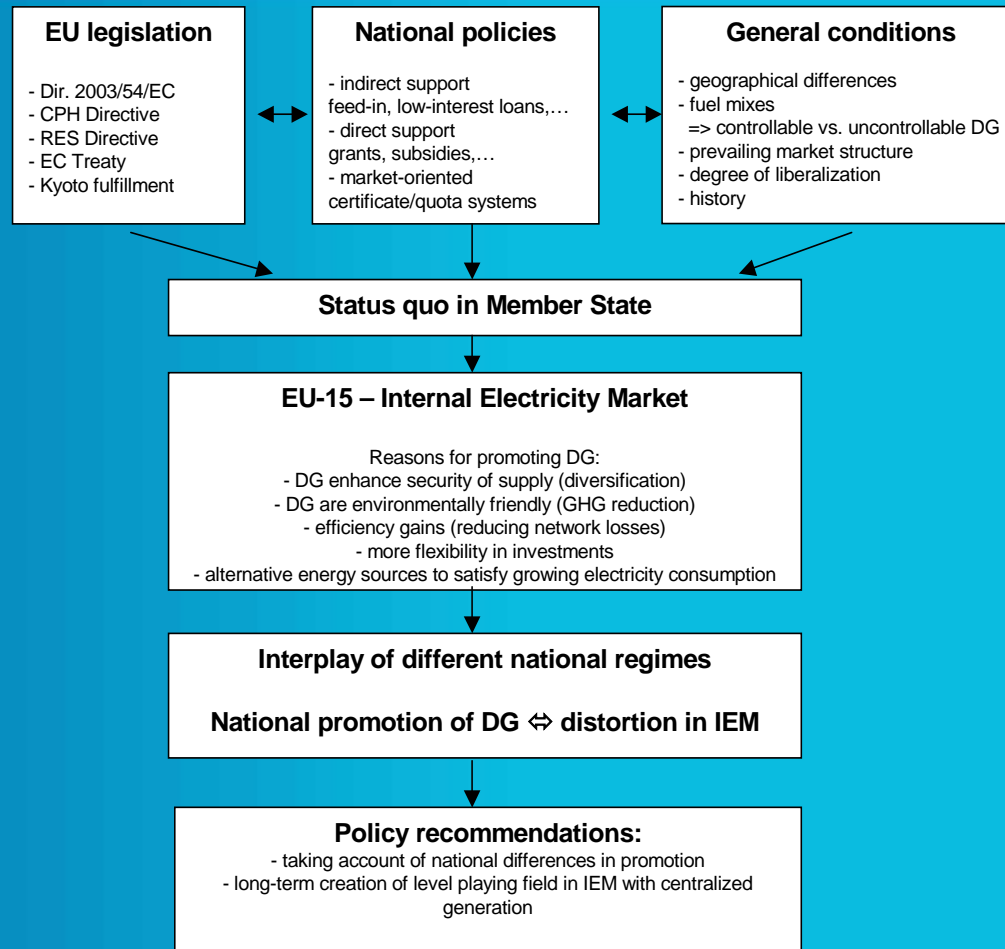 EU legislation
- Dir. 2003/54/EC
- CPH Directive
- RES Directive
- EC Treaty
- Kyoto fulfillment
National policies
- indirect support
feed-in, low-interest loans,…
- direct support
grants, subsidies,…
- market-oriented
certificate/quota systems
General conditions
- geographical differences
- fuel mixes
=> controllable vs. uncontrollable DG
- prevailing market structure
- degree of liberalization
- history
Status quo in Member State
EU-15 – Internal Electricity Market
Reasons for promoting DG:
- DG enhance security of supply (diversification)
- DG are environmentally friendly (GHG reduction)
- efficiency gains (reducing network losses)
- more flexibility in investments
- alternative energy sources to satisfy growing electricity consumption
Interplay of different national regimes
National promotion of DG ⇔ distortion in IEM
Policy recommendations:
- taking account of national differences in promotion
- long-term creation of level playing field in IEM with centralized
generation